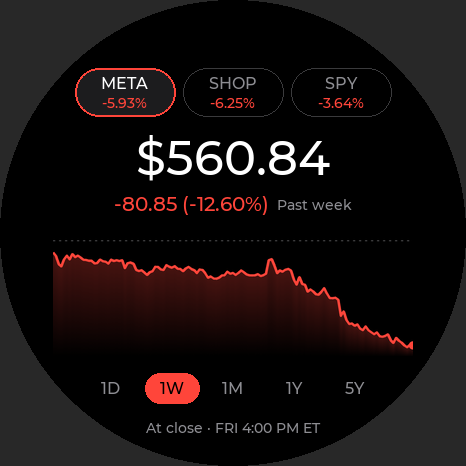 META SHOP SPY
-5.93% -6.25% -3.64%
$560.84
-80.85 (-12.60%) Past week
1D 1W 1M 1Y 5Y
At close · FRI 4:00 PM ET